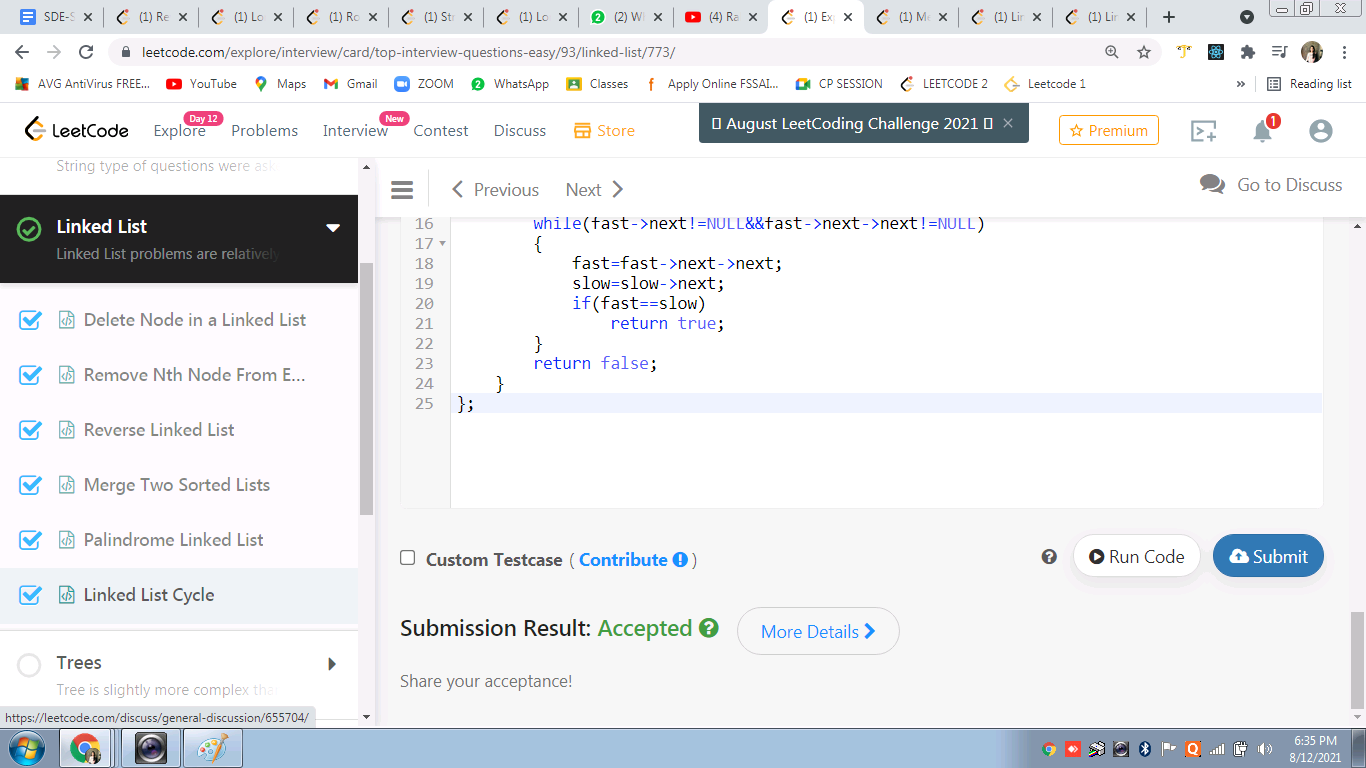 SDE-S
(1) Re
(1) Lo
(1) Ro
(1) St
(1) Lo
(2) W
(4) Ra
(1) Ex
(1) M
(1) Lin
(1) Lin
leetcode.com/explore/interview/card/top-interview-questions-easy/93/linked-list/773/
AVG AntiVirus FREE... YouTube Maps Gmail ZOOM WhatsApp Classes Apply Online FSSAI... CP SESSION LEETCODE 2 Leetcode 1 » Reading list
LeetCode Explore Day 12 Problems Interview New Contest Discuss Store
August LeetCoding Challenge 2021 ×
Premium 1
String type of questions were ask
Linked List
Linked List problems are relatively
Delete Node in a Linked List
Remove Nth Node From E...
Reverse Linked List
Merge Two Sorted Lists
Palindrome Linked List
Linked List Cycle
Trees
Tree is slightly more complex tha
https://leetcode.com/discuss/general-discussion/655704/
Previous Next Go to Discuss
16 while(fast->next!=NULL&&fast->next->next!=NULL)
17 {
18 fast=fast->next->next;
19 slow=slow->next;
20 if(fast==slow)
21 return true;
22 }
23 return false;
24 }
25 };
Custom Testcase ( Contribute )
Run Code Submit
Submission Result: Accepted More Details
Share your acceptance!
6:35 PM
8/12/2021